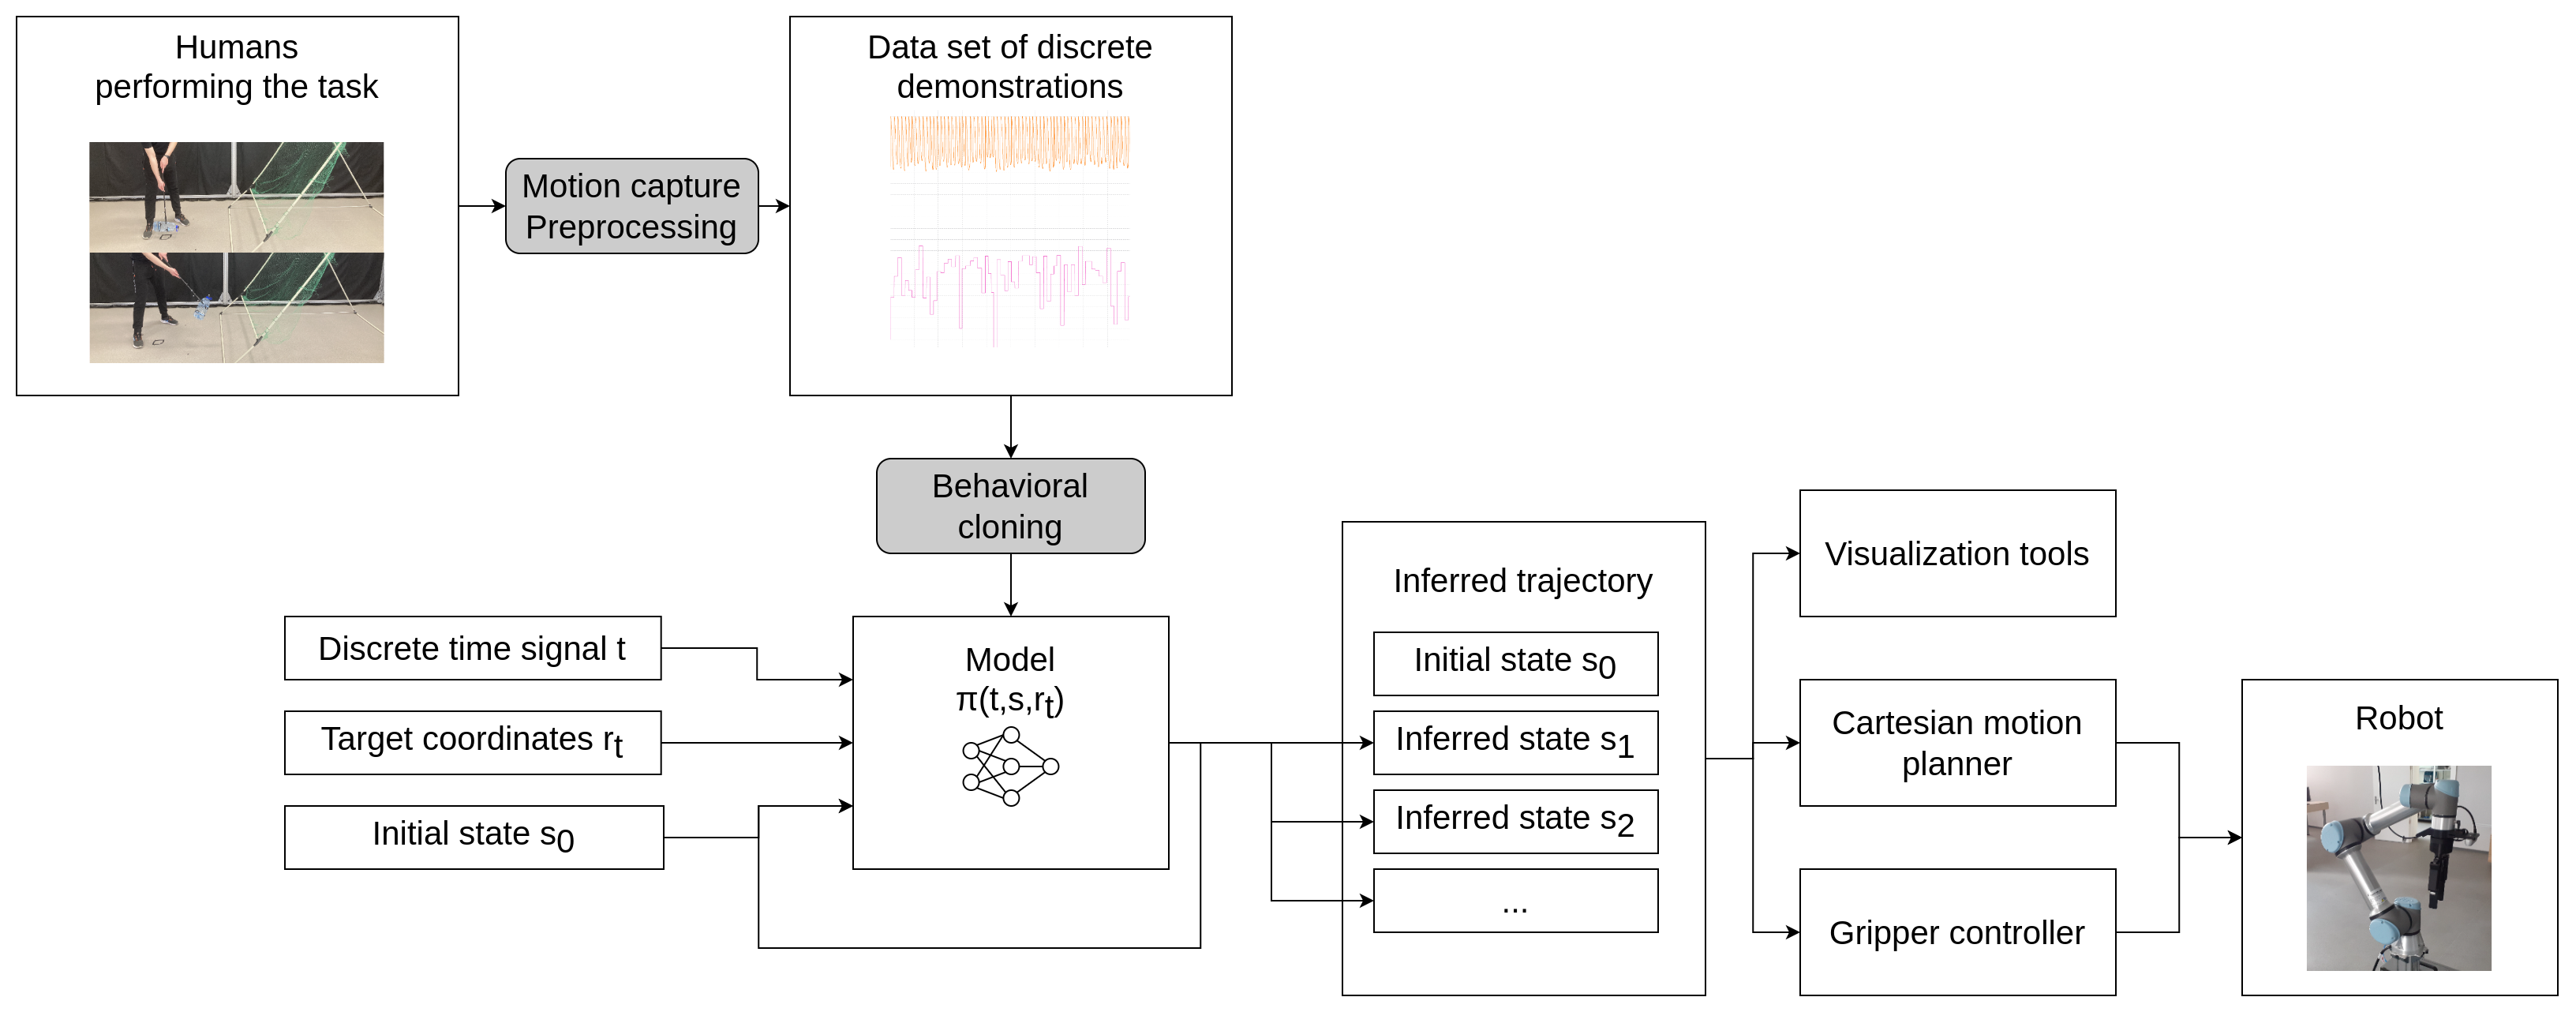 Humans
performing the task
Motion capture
Preprocessing
Data set of discrete
demonstrations
Behavioral
cloning
Discrete time signal t
Target coordinates r_t
Initial state s_0
Model
π(t,s,r_t)
Inferred trajectory
Initial state s_0
Inferred state s_1
Inferred state s_2
...
Visualization tools
Cartesian motion
planner
Gripper controller
Robot